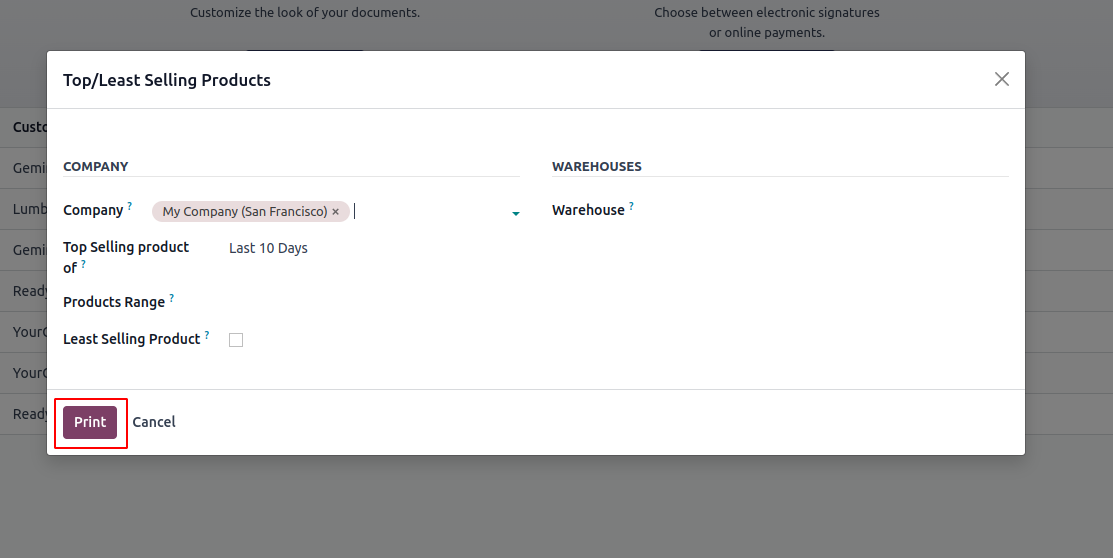 Customize the look of your documents.
Choose between electronic signatures
or online payments.
Top/Least Selling Products
COMPANY
Company ?
My Company (San Francisco) ×
Top Selling product
of ?
Last 10 Days
Products Range ?
Least Selling Product ?
WAREHOUSES
Warehouse ?
Print
Cancel
Custo
Gemin
Lumb
Gemin
Ready
YourC
YourC
Ready